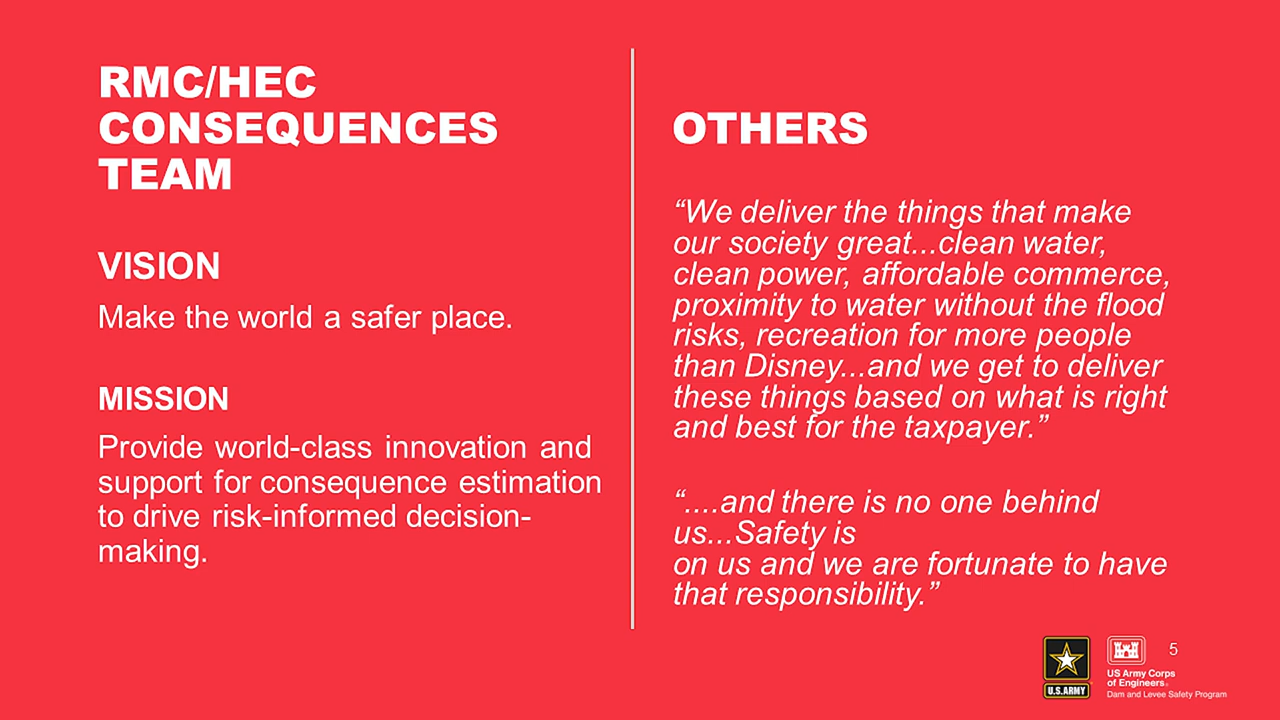 RMC/HEC
CONSEQUENCES
TEAM
VISION
Make the world a safer place.
MISSION
Provide world-class innovation and
support for consequence estimation
to drive risk-informed decision-
making.
OTHERS
“We deliver the things that make
our society great...clean water,
clean power, affordable commerce,
proximity to water without the flood
risks, recreation for more people
than Disney...and we get to deliver
these things based on what is right
and best for the taxpayer.”
“....and there is no one behind
us...Safety is
on us and we are fortunate to have
that responsibility.”
U.S.ARMY
US Army Corps
of Engineers®
Dam and Levee Safety Program
5